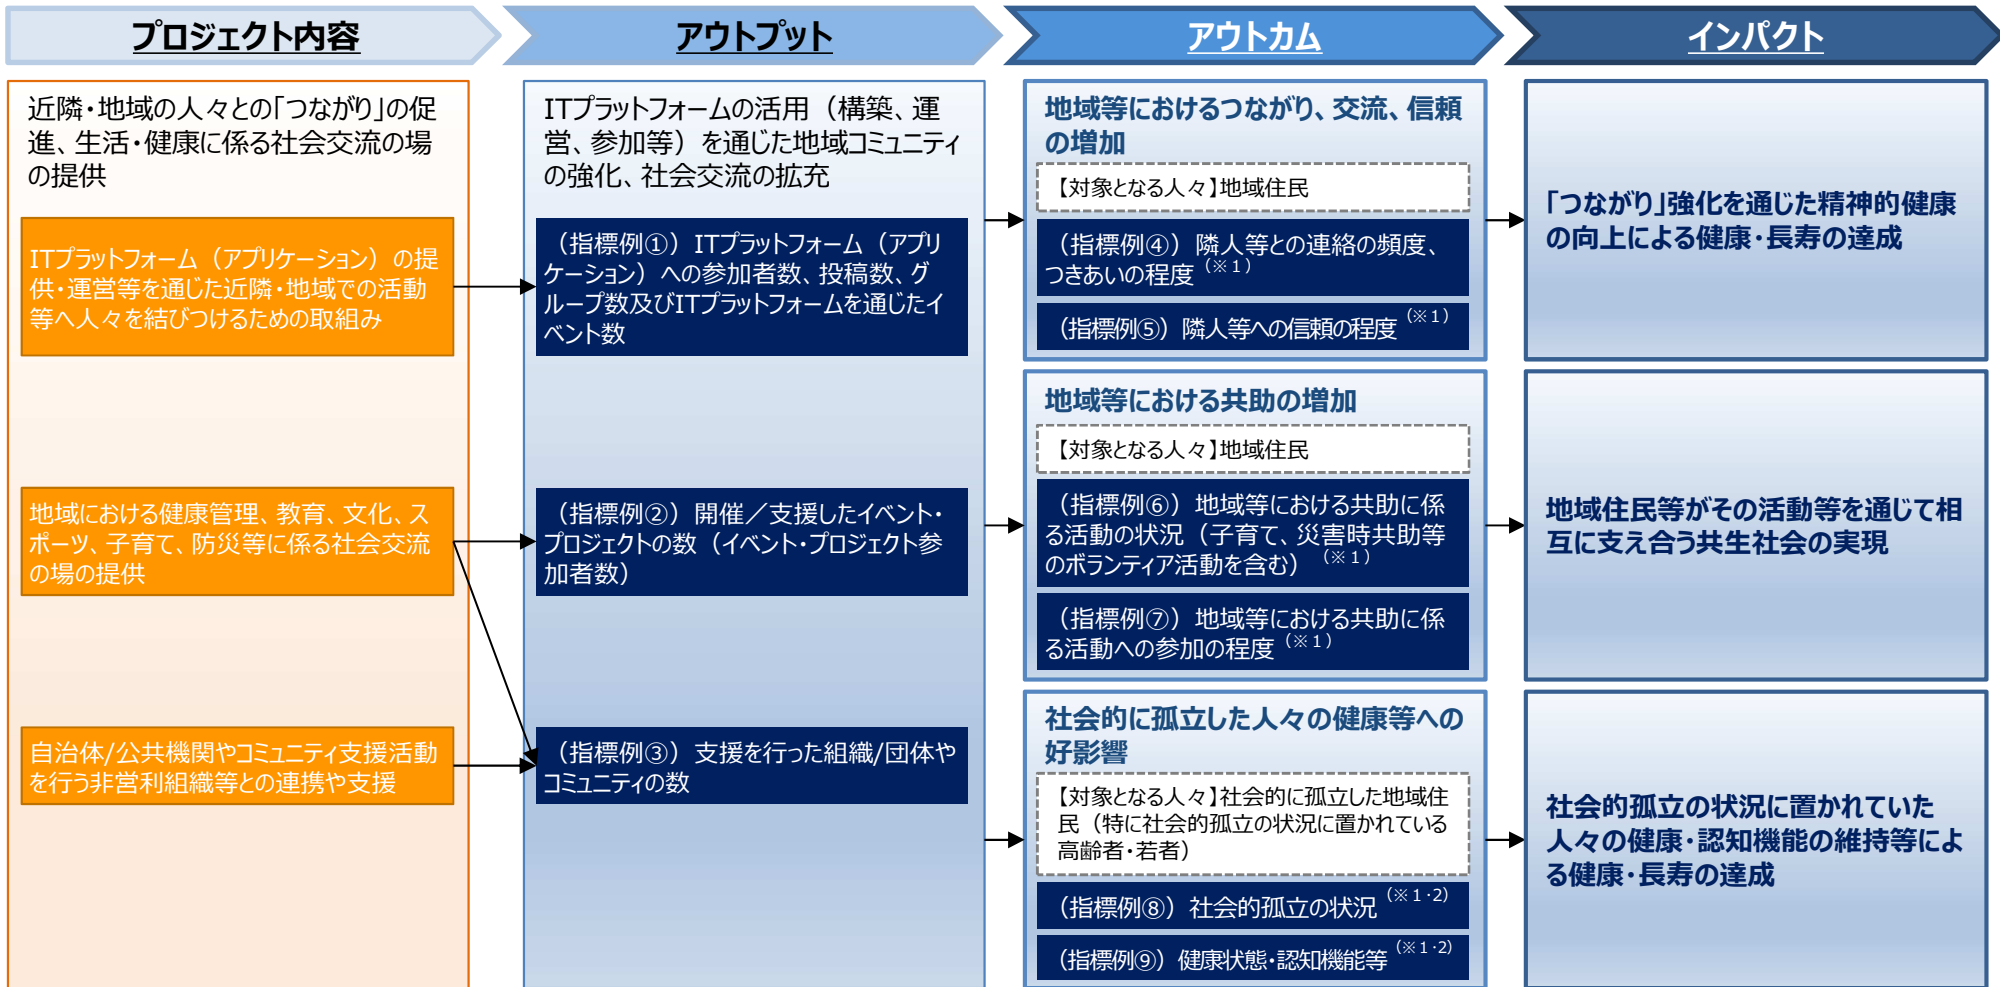 プロジェクト内容
アウトプット
アウトカム
インパクト
近隣・地域の人々との「つながり」の促
進、生活・健康に係る社会交流の場
の提供
ITプラットフォーム（アプリケーション）の提
供・運営等を通じた近隣・地域での活動
等へ人々を結びつけるための取組み
地域における健康管理、教育、文化、ス
ポーツ、子育て、防災等に係る社会交流
の場の提供
自治体/公共機関やコミュニティ支援活動
を行う非営利組織等との連携や支援
ITプラットフォームの活用（構築、運
営、参加等）を通じた地域コミュニティ
の強化、社会交流の拡充
（指標例①）ITプラットフォーム（アプリ
ケーション）への参加者数、投稿数、グ
ループ数及びITプラットフォームを通じたイ
ベント数
（指標例②）開催／支援したイベント・
プロジェクトの数（イベント・プロジェクト参
加者数）
（指標例③）支援を行った組織/団体や
コミュニティの数
地域等におけるつながり、交流、信頼
の増加
【対象となる人々】地域住民
（指標例④）隣人等との連絡の頻度、
つきあいの程度（※１）
（指標例⑤）隣人等への信頼の程度（※１）
地域等における共助の増加
【対象となる人々】地域住民
（指標例⑥）地域等における共助に係
る活動の状況（子育て、災害時共助等
のボランティア活動を含む）（※１）
（指標例⑦）地域等における共助に係
る活動への参加の程度（※１）
社会的に孤立した人々の健康等への
好影響
【対象となる人々】社会的に孤立した地域住
民（特に社会的孤立の状況に置かれている
高齢者・若者）
（指標例⑧）社会的孤立の状況（※１・２）
（指標例⑨）健康状態・認知機能等（※１・２）
「つながり」強化を通じた精神的健康
の向上による健康・長寿の達成
地域住民等がその活動等を通じて相
互に支え合う共生社会の実現
社会的孤立の状況に置かれていた
人々の健康・認知機能の維持等によ
る健康・長寿の達成